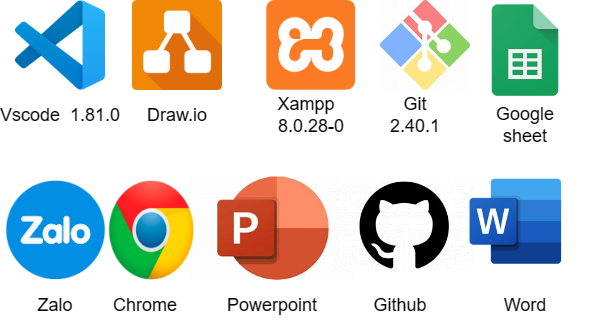 Vscode 1.81.0
Draw.io
Xampp
8.0.28-0
Git
2.40.1
Google
sheet
Zalo
P
W
Zalo
Chrome
Powerpoint
Github
Word